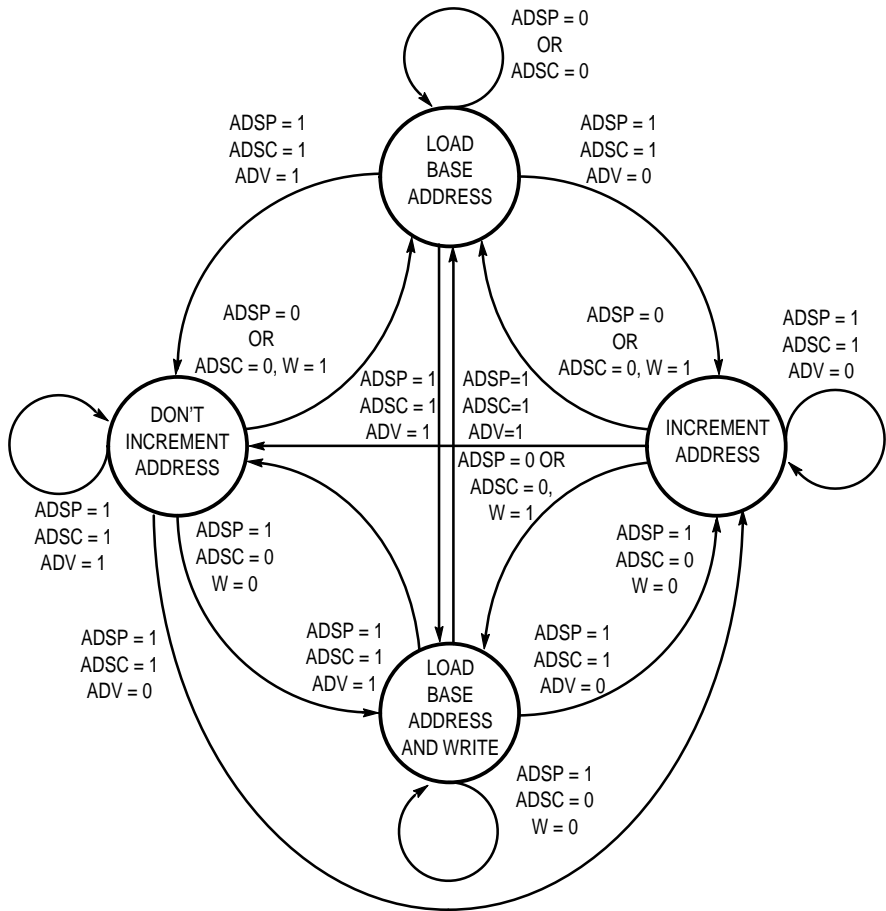 ADSP = 0
OR
ADSC = 0
ADSP = 1
ADSC = 1
ADV = 1
LOAD
BASE
ADDRESS
ADSP = 1
ADSC = 1
ADV = 0
ADSP = 0
OR
ADSC = 0, W = 1
ADSP = 0
OR
ADSC = 0, W = 1
ADSP = 1
ADSC = 1
ADV = 0
ADSP = 1
ADSC = 1
ADV = 1
ADSP=1
ADSC=1
ADV=1
DON'T
INCREMENT
ADDRESS
INCREMENT
ADDRESS
ADSP = 0 OR
ADSC = 0,
W = 1
ADSP = 1
ADSC = 1
ADV = 1
ADSP = 1
ADSC = 0
W = 0
ADSP = 1
ADSC = 0
W = 0
ADSP = 1
ADSC = 1
ADV = 0
ADSP = 1
ADSC = 1
ADV = 1
ADSP = 1
ADSC = 1
ADV = 0
LOAD
BASE
ADDRESS
AND WRITE
ADSP = 1
ADSC = 0
W = 0